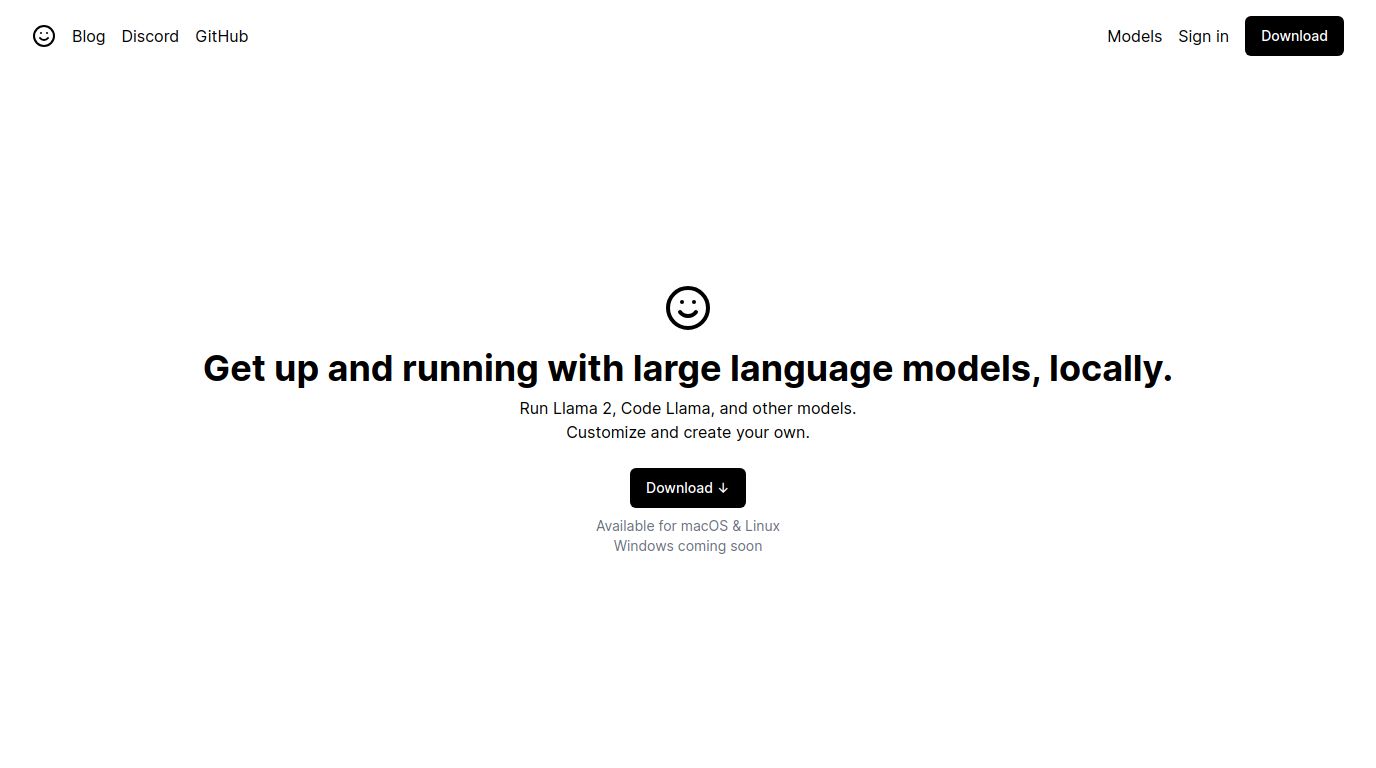 Blog Discord GitHub Models Sign in Download
Get up and running with large language models, locally.
Run Llama 2, Code Llama, and other models.
Customize and create your own.
Download ↓
Available for macOS & Linux
Windows coming soon